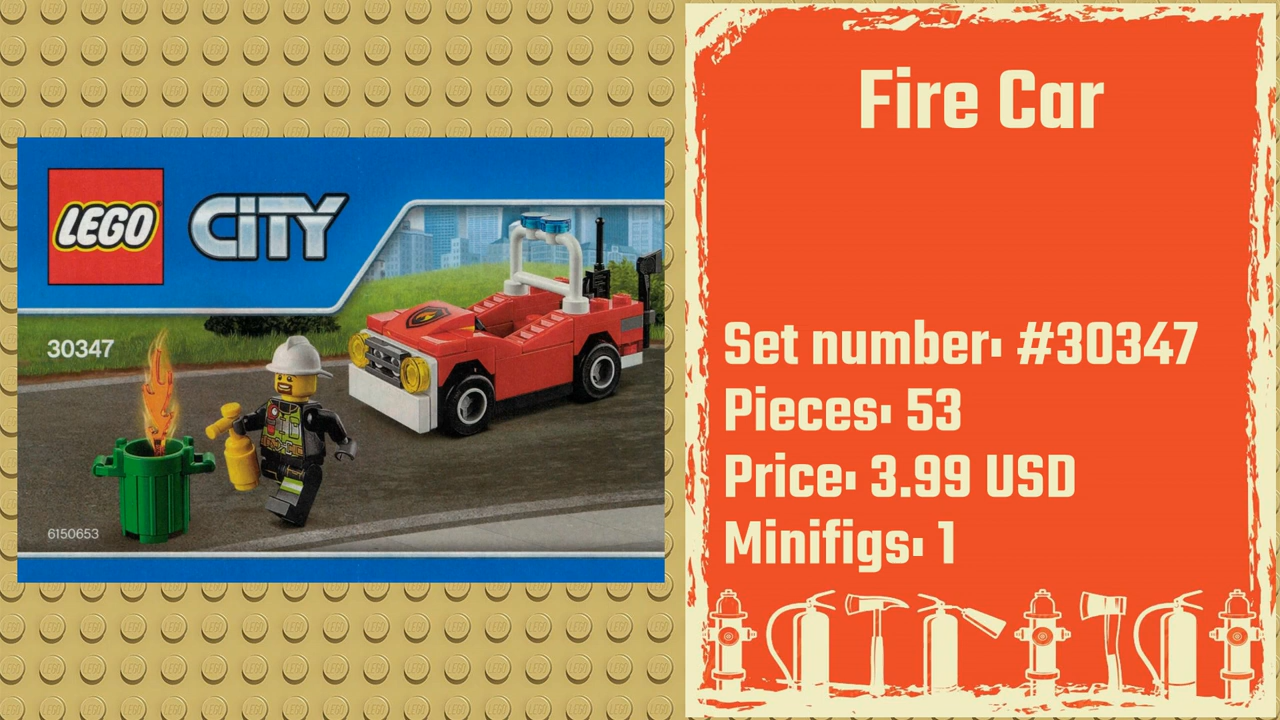 LEGO
CITY
30347
6150653
Fire Car
Set number: #30347
Pieces: 53
Price: 3.99 USD
Minifigs: 1